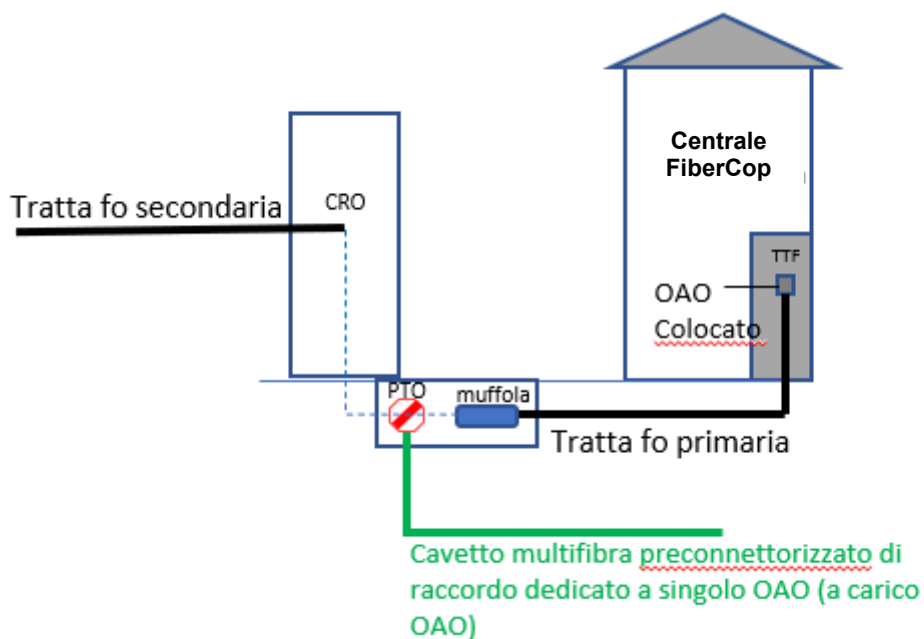 Centrale
FiberCop
CRO
Tratta fo secondaria
TTF
OAO
Colocato
PTO
muffola
Tratta fo primaria
Cavetto multifibra preconnettorizzato di
raccordo dedicato a singolo OAO (a carico
OAO)